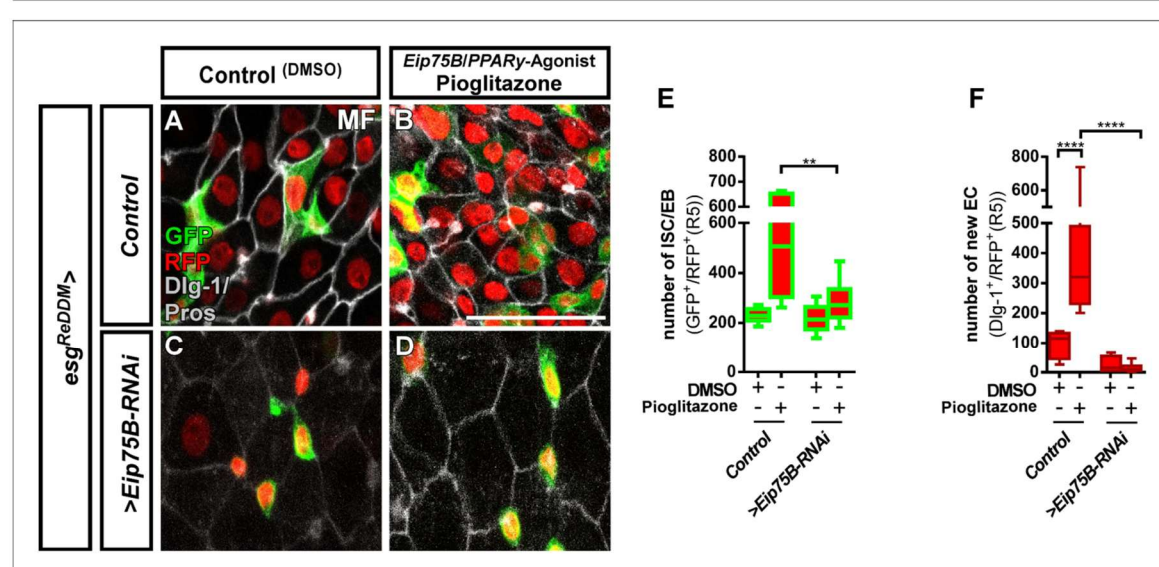 Control (DMSO)
Eip75B/PPARγ-Agonist
Pioglitazone
esgReDDM>
Control
>Eip75B-RNAi
A
MF
GFP
RFP
Dlg-1/
Pros
B
C
D
E
**
number of ISC/EB
(GFP+/RFP+(R5))
800
600
600
400
200
0
DMSO + - + -
Pioglitazone - + - +
Control
>Eip75B-RNAi
F
****
****
number of new EC
(Dlg-1+/RFP+(R5))
800
600
500
400
300
200
100
0
DMSO + - + -
Pioglitazone - + - +
Control
>Eip75B-RNAi